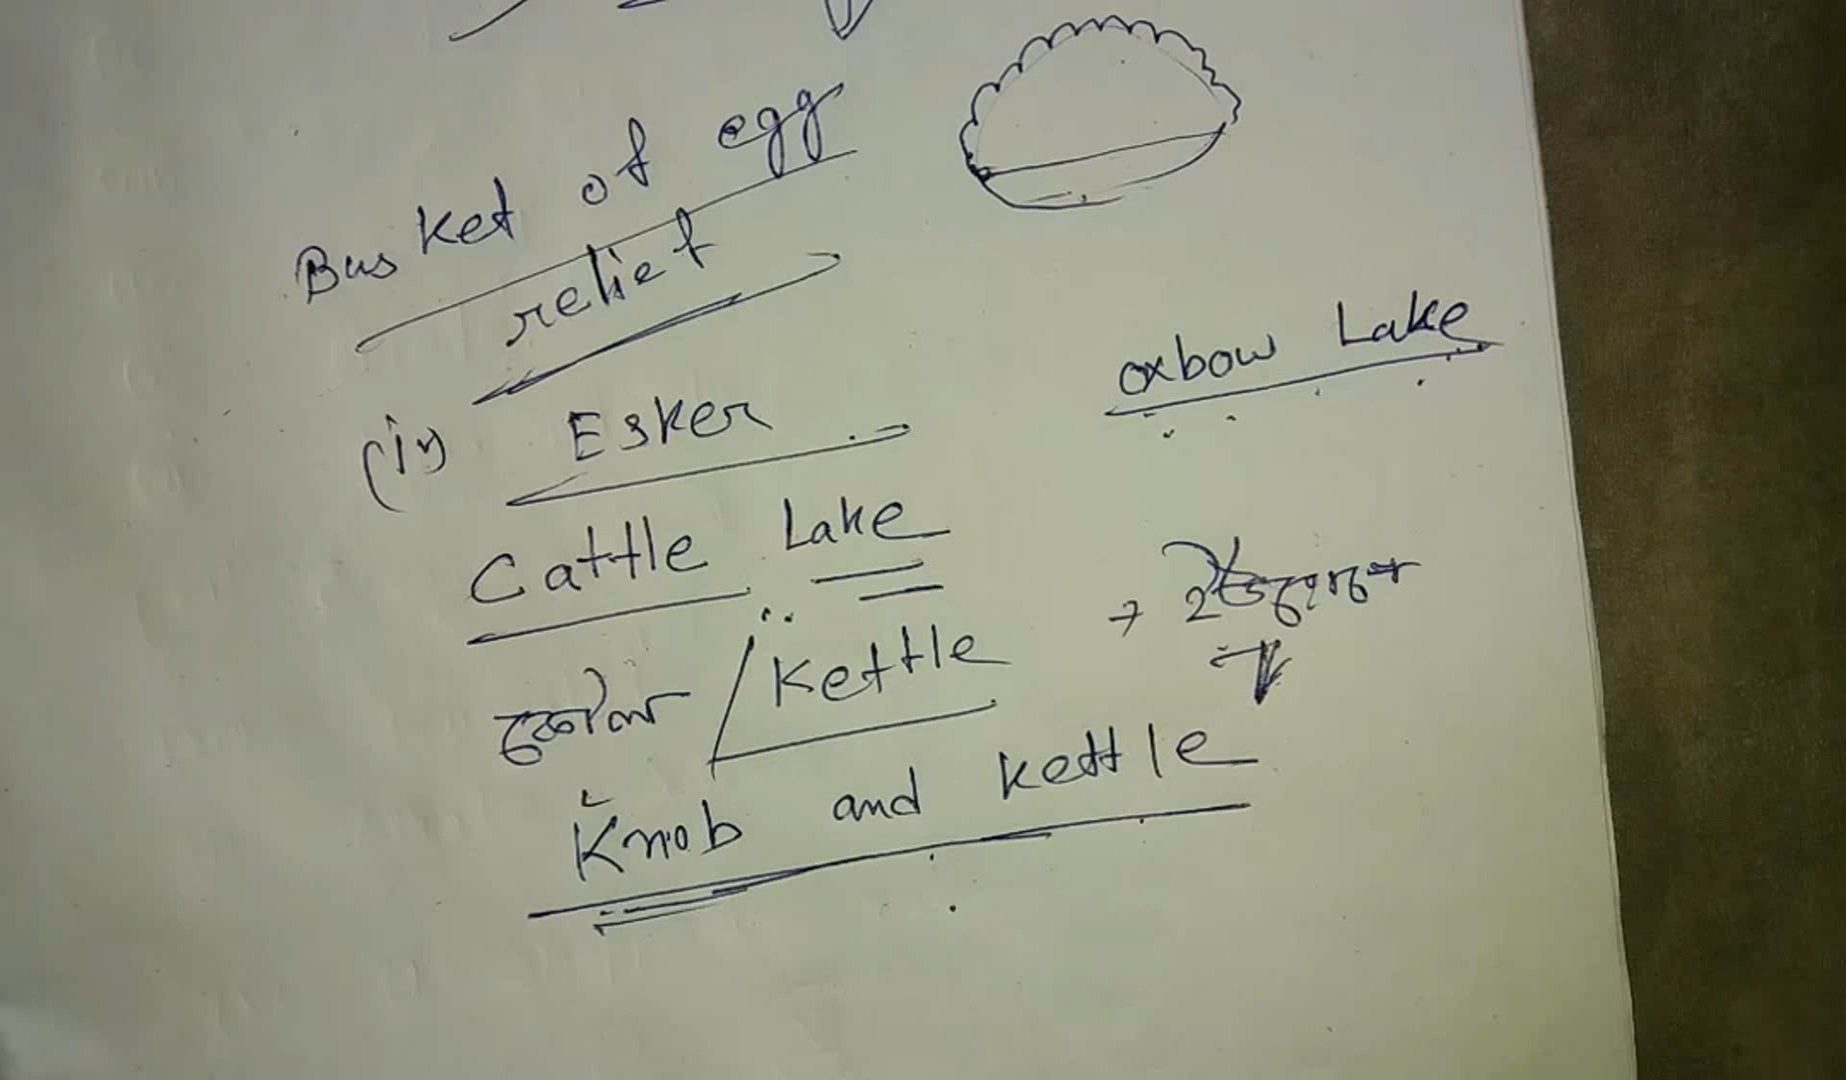 Busket of egg
relief
(iv) Esker
oxbow Lake
Cattle Lake
Kettle
Knob and kettle